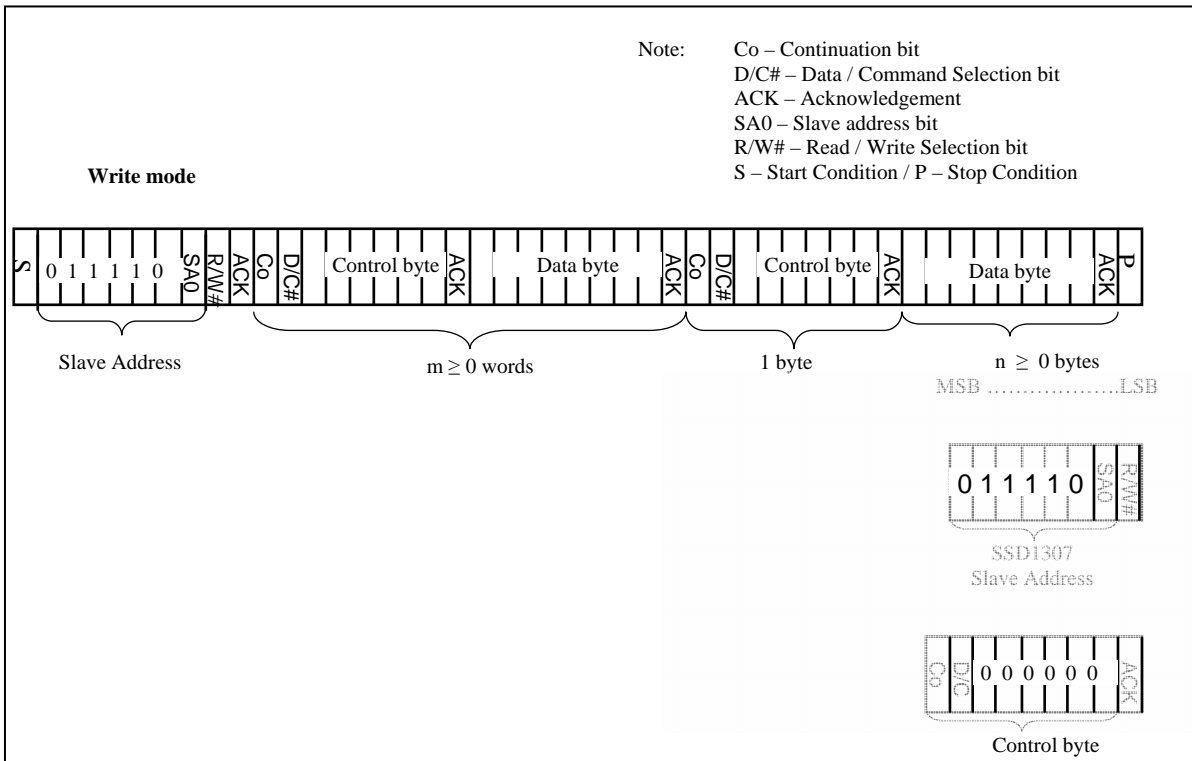 Note: Co – Continuation bit
D/C# – Data / Command Selection bit
ACK – Acknowledgement
SA0 – Slave address bit
R/W# – Read / Write Selection bit
S – Start Condition / P – Stop Condition
Write mode
S 0 1 1 1 1 0 SA0 R/W# ACK Co D/C# Control byte ACK Data byte ACK Co D/C# Control byte ACK Data byte ACK P
Slave Address m ≥ 0 words 1 byte n ≥ 0 bytes
MSB ……………….LSB
0 1 1 1 1 0 SA0 R/W#
SSD1307
Slave Address
Co D/C 0 0 0 0 0 0 ACK
Control byte